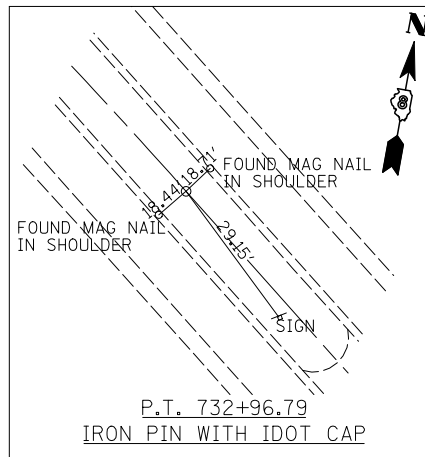 N
8
18.44' 18.71'
FOUND MAG NAIL
IN SHOULDER
FOUND MAG NAIL
IN SHOULDER
29.15'
SIGN
P.T. 732+96.79
IRON PIN WITH IDOT CAP